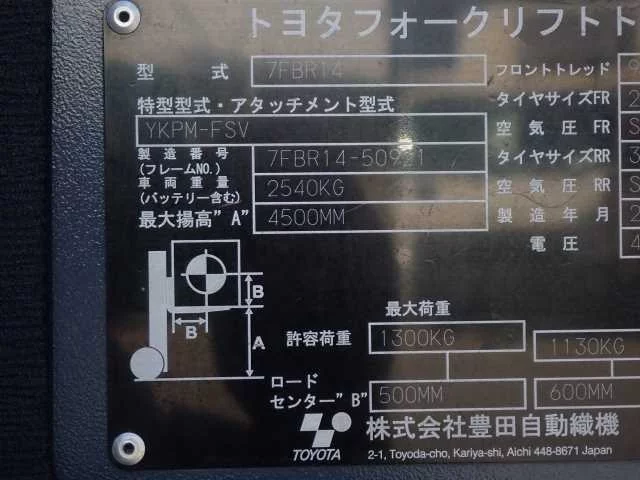 トヨタフォークリフト
型 式 7FBR14 フロントトレッド
特型型式・アタッチメント型式 タイヤサイズFR
YKPM-FSV 空気圧FR
製造番号 (フレームNO.) 7FBR14-50921 タイヤサイズRR
車両重量 (バッテリー含む) 2540KG 空気圧RR
最大揚高"A" 4500MM 製造年月
電圧
B
B
A
最大荷重
許容荷重 1300KG 1130KG
ロードセンター"B" 500MM 600MM
TOYOTA 株式会社豊田自動織機
2-1, Toyoda-cho, Kariya-shi, Aichi 448-8671 Japan